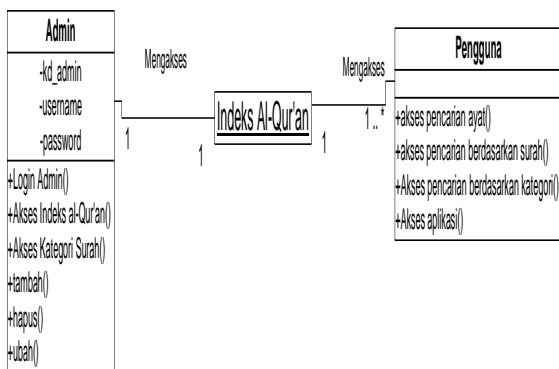 Admin
-kd_admin
-username
-password
+Login Admin()
+Akses Indeks al-Qur'an()
+Akses Kategori Surah()
+tambah()
+hapus()
+ubah()
Mengakses
1
1
Indeks Al-Qur'an
Mengakses
1
1..*
Pengguna
+akses pencarian ayat()
+akses pencarian berdasarkan surah()
+Akses pencarian berdasarkan kategori()
+Akses aplikasi()